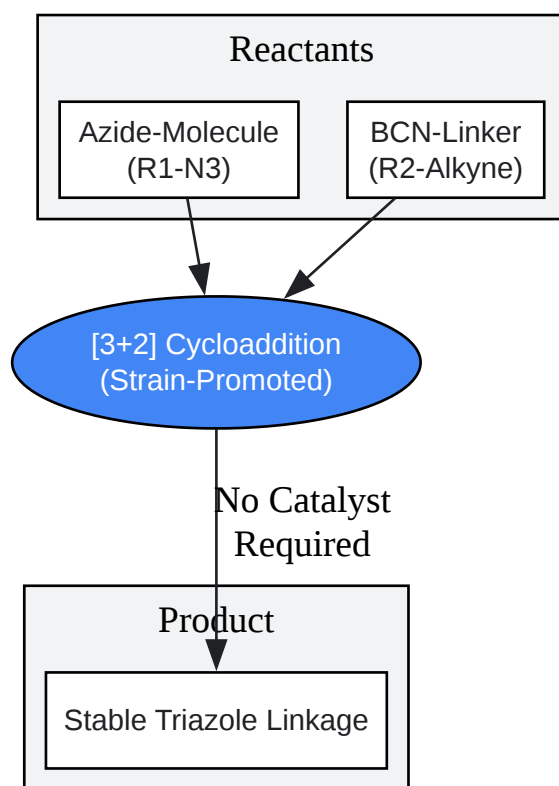 Reactants
Azide-Molecule
(R1-N3)
BCN-Linker
(R2-Alkyne)
[3+2] Cycloaddition
(Strain-Promoted)
No Catalyst
Required
Product
Stable Triazole Linkage